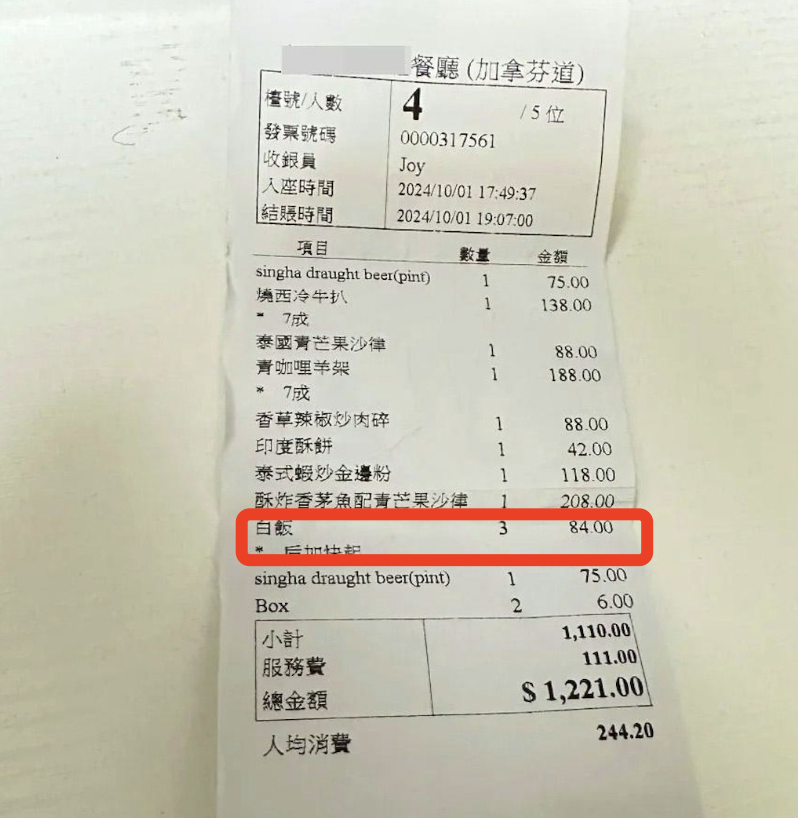 餐廳 (加拿芬道)
檯號/人數 4 / 5 位
發票號碼 0000317561
收銀員 Joy
入座時間 2024/10/01 17:49:37
結賬時間 2024/10/01 19:07:00
項目 數量 金額
singha draught beer(pint) 1 75.00
燒西冷牛扒 1 138.00
* 7成
泰國青芒果沙律 1 88.00
青咖哩羊架 1 188.00
* 7成
香草辣椒炒肉碎 1 88.00
印度酥餅 1 42.00
泰式蝦炒金邊粉 1 118.00
酥炸香茅魚配青芒果沙律 1 208.00
白飯 3 84.00
* 后加快起
singha draught beer(pint) 1 75.00
Box 2 6.00
小計 1,110.00
服務費 111.00
總金額 $ 1,221.00
人均消費 244.20